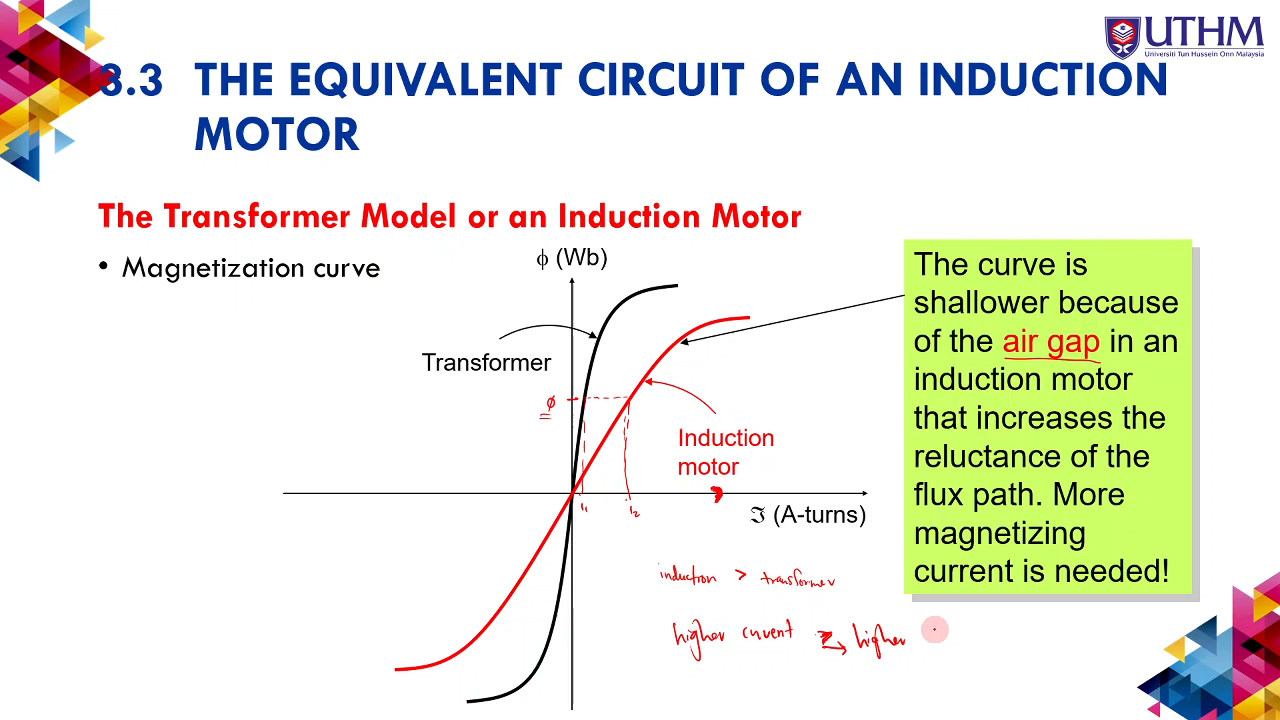 UTHM
Universiti Tun Hussein Onn Malaysia
3.3 THE EQUIVALENT CIRCUIT OF AN INDUCTION
MOTOR
The Transformer Model or an Induction Motor
• Magnetization curve
ϕ (Wb)
The curve is
shallower because
of the air gap in an
induction motor
that increases the
reluctance of the
flux path. More
magnetizing
current is needed!
Transformer
ϕ
Induction
motor
i₁
i₂
ℑ (A-turns)
induction > transformer
higher current → higher